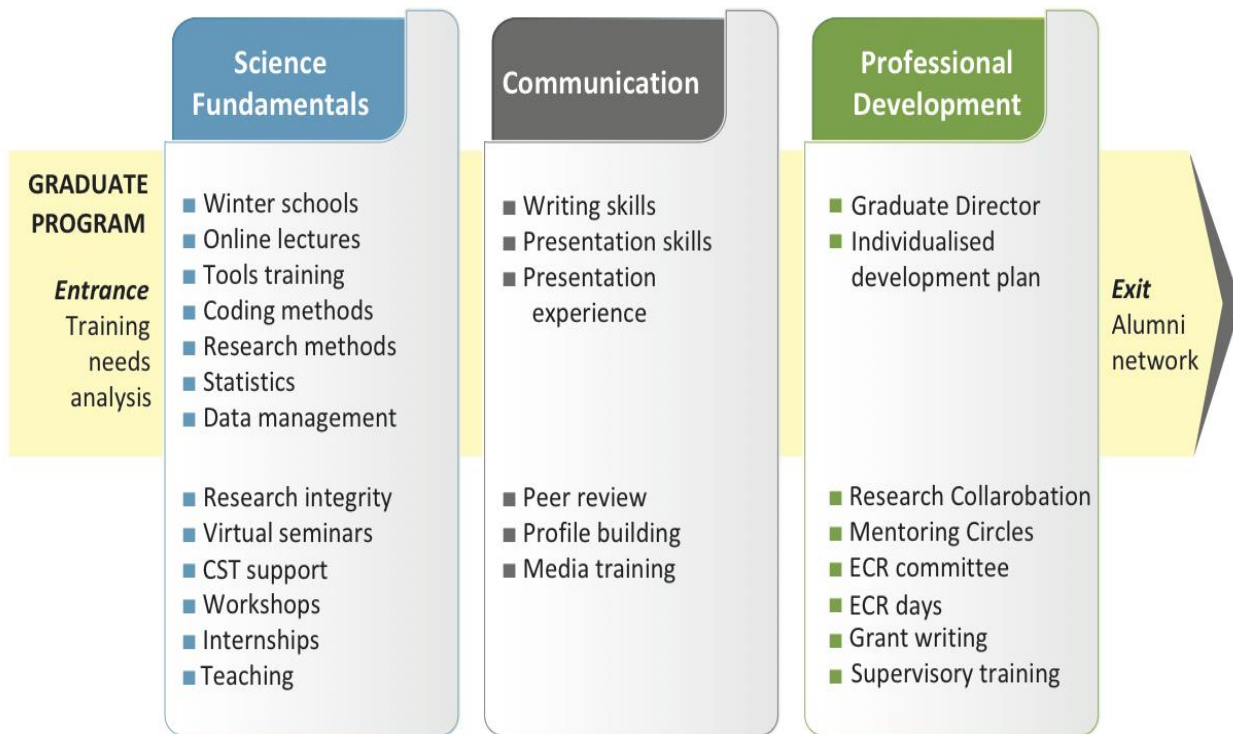 Science
Fundamentals
Communication
Professional
Development
GRADUATE
PROGRAM
Entrance
Training
needs
analysis
Winter schools
Online lectures
Tools training
Coding methods
Research methods
Statistics
Data management
Research integrity
Virtual seminars
CST support
Workshops
Internships
Teaching
Writing skills
Presentation skills
Presentation
experience
Peer review
Profile building
Media training
Graduate Director
Individualised
development plan
Research Collarobation
Mentoring Circles
ECR committee
ECR days
Grant writing
Supervisory training
Exit
Alumni
network